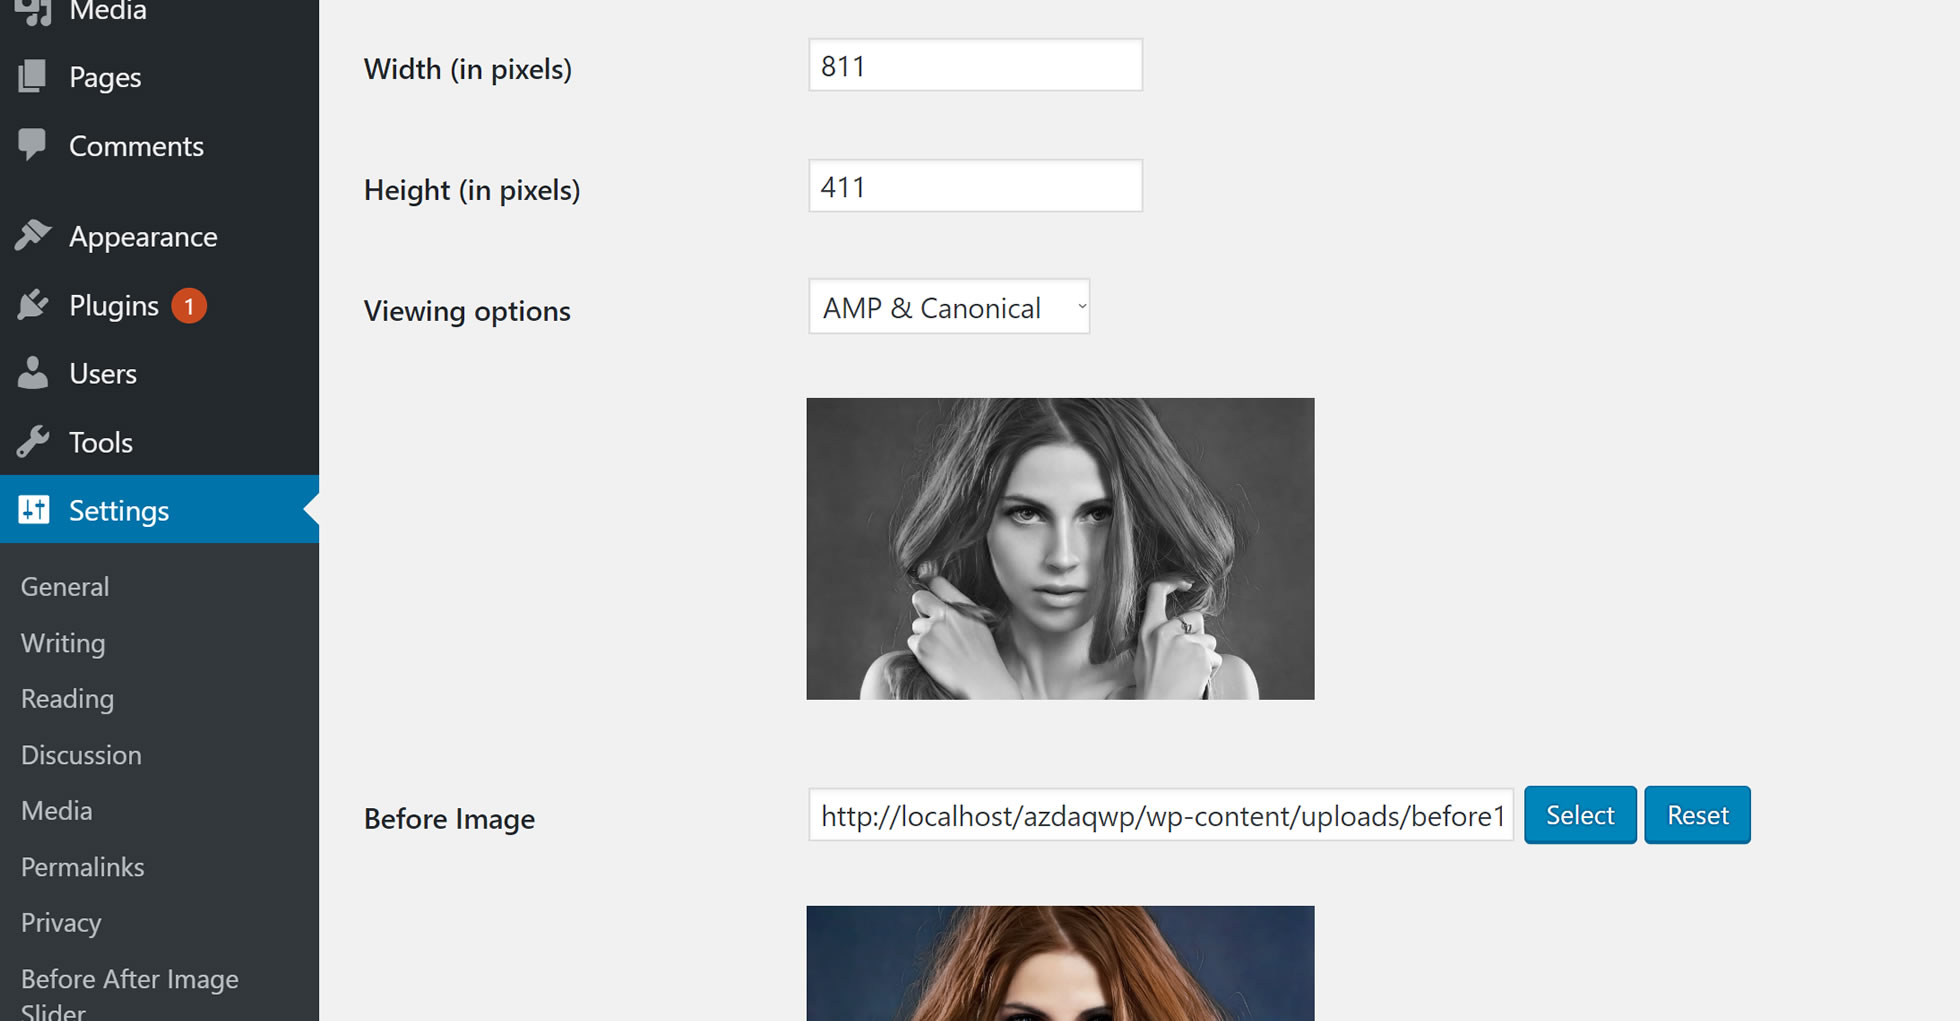 Media
Pages
Comments
Appearance
Plugins 1
Users
Tools
Settings
General
Writing
Reading
Discussion
Media
Permalinks
Privacy
Before After Image
Slider
Width (in pixels)
811
Height (in pixels)
411
Viewing options
AMP & Canonical
Before Image
http://localhost/azdaqwp/wp-content/uploads/before1
Select
Reset